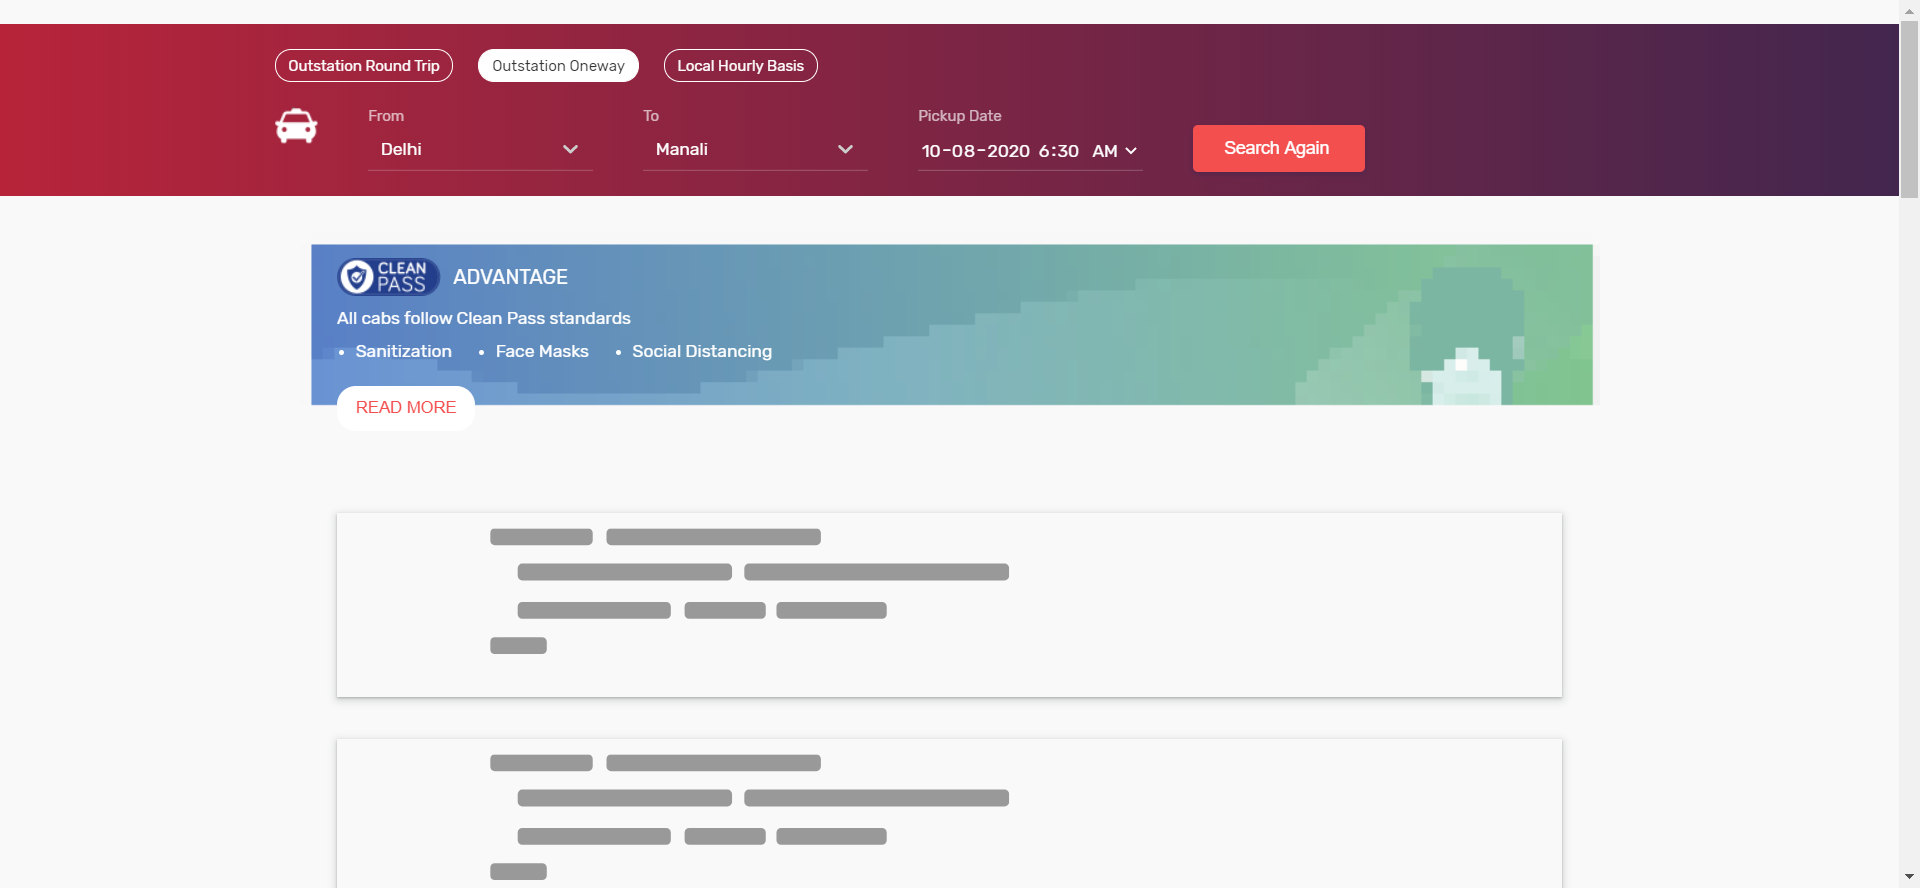 Outstation Round Trip
Outstation Oneway
Local Hourly Basis
From
To
Pickup Date
Delhi
Manali
10-08-2020 6:30 AM
Search Again
CLEAN PASS ADVANTAGE
All cabs follow Clean Pass standards
• Sanitization • Face Masks • Social Distancing
READ MORE